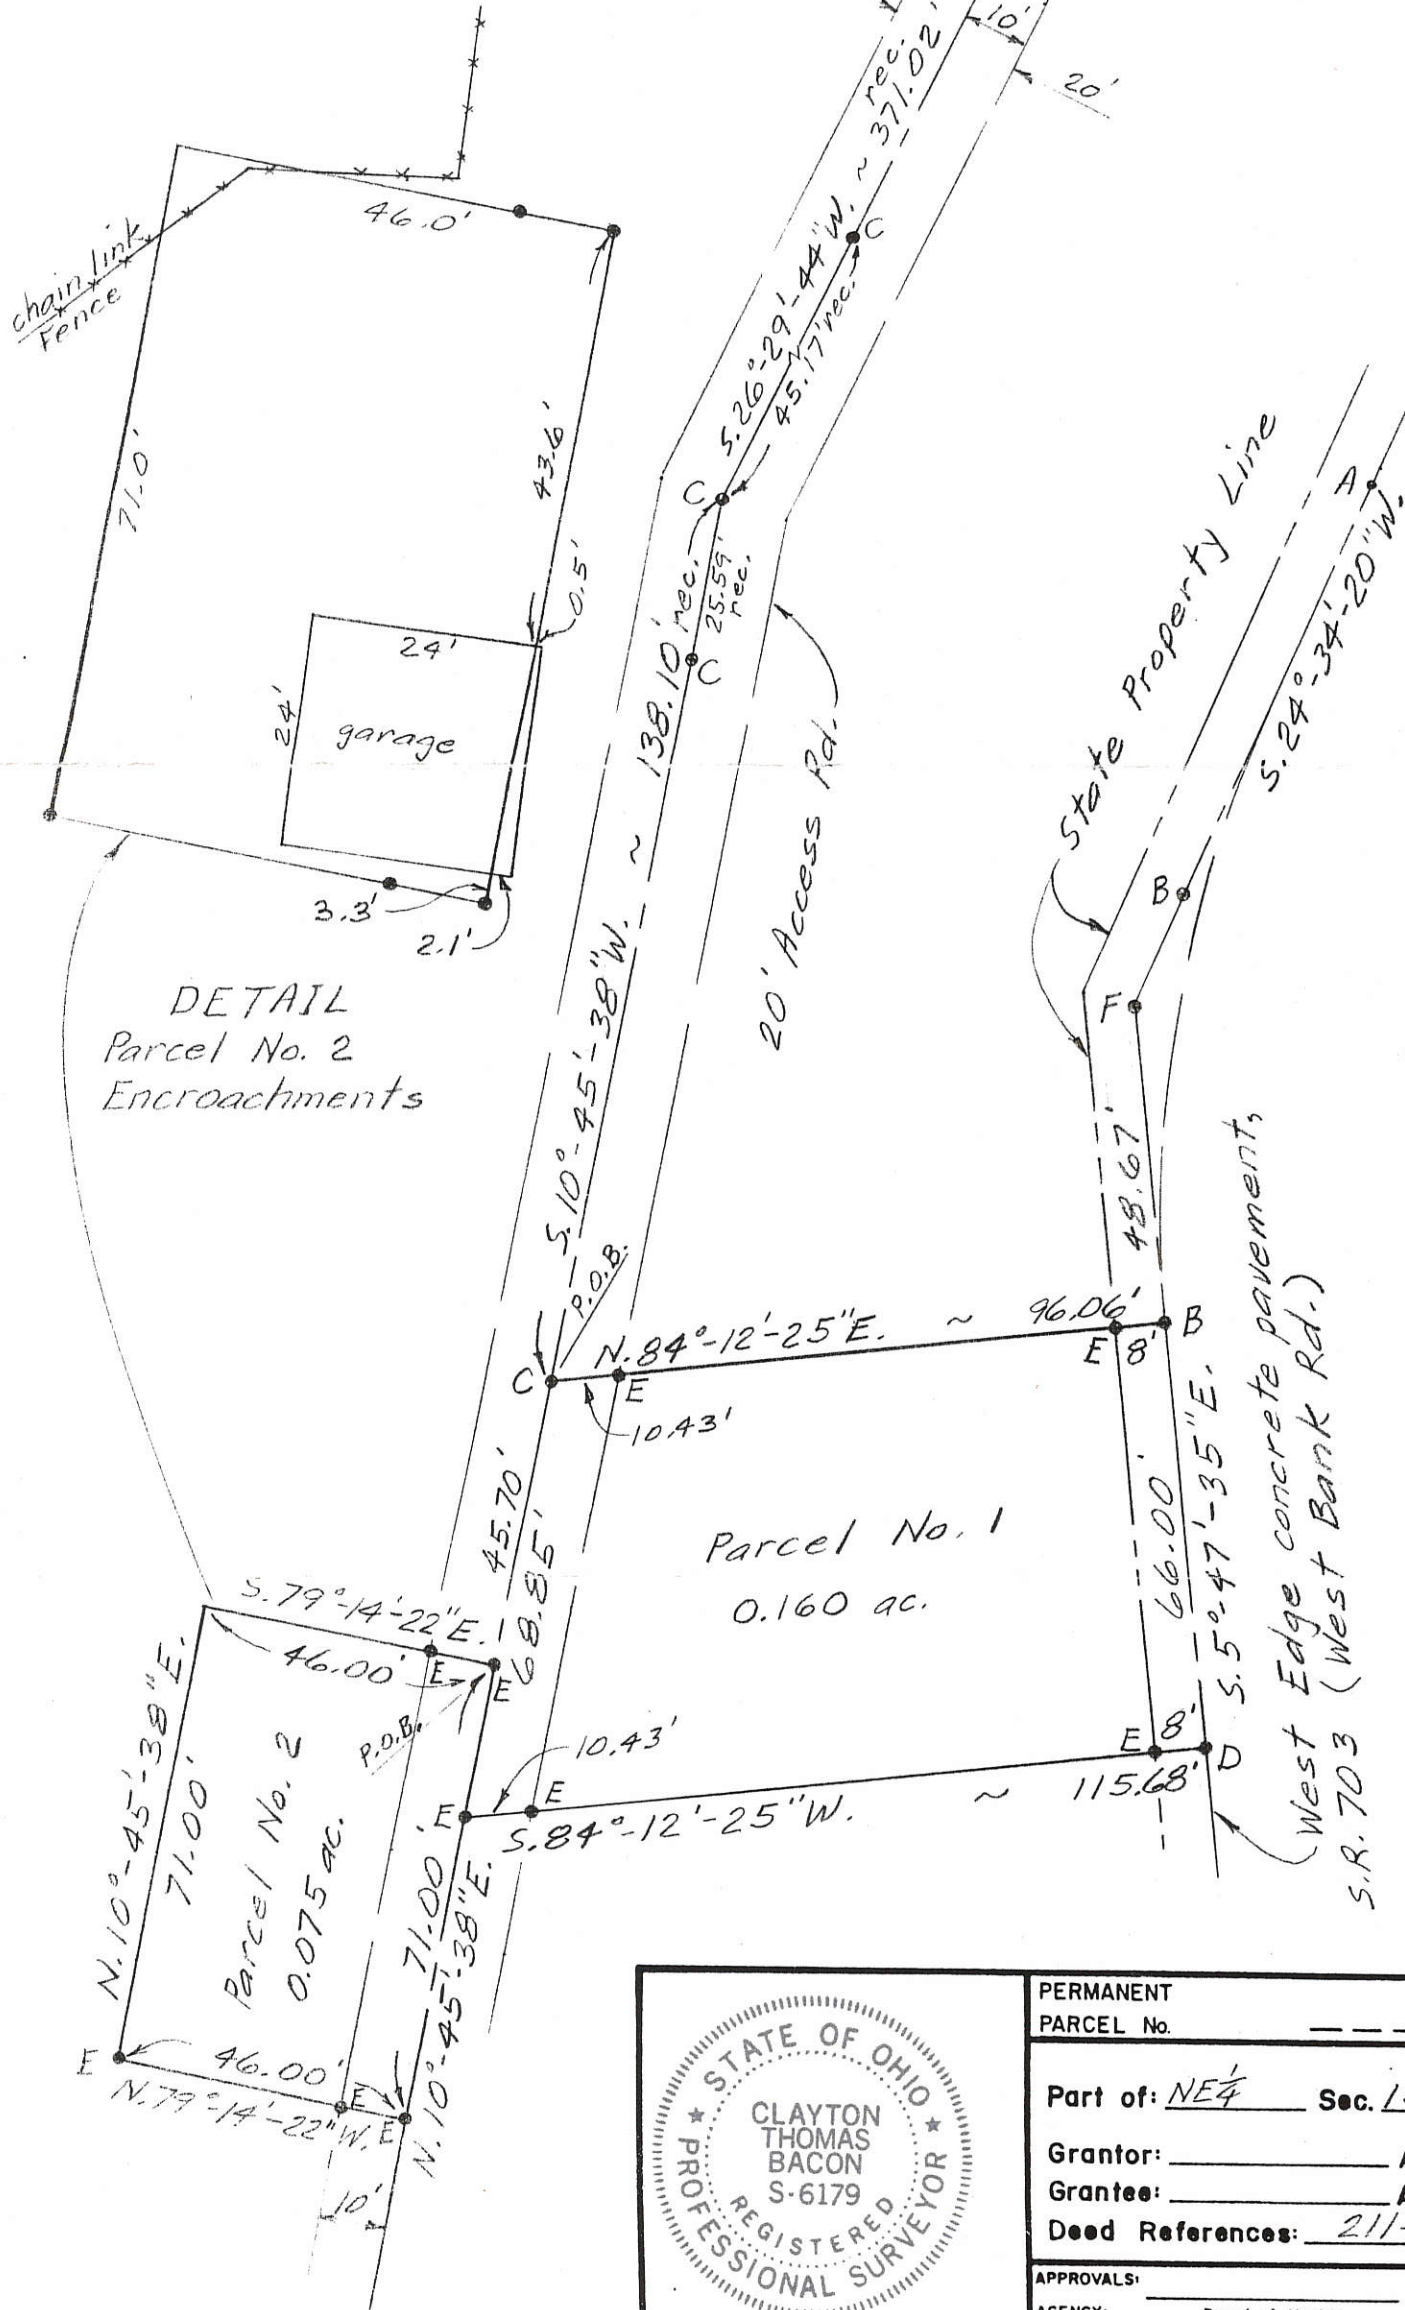 10'
20'
rec.
S.26°-29'-44"W. ~ 371.02'
C
45.17' rec.
46.0'
chain link
Fence
71.0'
43.6'
0.5'
24'
24'
garage
3.3'
2.1'
DETAIL
Parcel No. 2
Encroachments
C
25.59'
rec.
C
S.10°-45'-38"W. ~ 138.10' rec.
20' Access Rd.
State Property Line
A
S.24°-34'-20"W.
B
F
48.67'
P.O.B.
C
N.84°-12'-25"E. ~ 96.06'
E
10.43'
E
8'
B
45.70'
68.85'
Parcel No. 1
0.160 ac.
66.00'
S.5°-47'-35"E.
(West Edge concrete pavement,
S.R. 703 (West Bank Rd.)
S.79°-14'-22"E.
46.00'
E
E
P.O.B.
N.10°-45'-38"E.
71.00'
Parcel No. 2
0.075 ac.
10.43'
E
E
S.84°-12'-25"W. ~ 115.68'
E
8'
D
71.00'
N.10°-45'-38"E.
E
46.00'
N.79°-14'-22"W.
E
E
10'
STATE OF OHIO
CLAYTON
THOMAS
BACON
S-6179
REGISTERED
PROFESSIONAL SURVEYOR
PERMANENT
PARCEL No.
Part of: NE¼ Sec.
Grantor:
Grantee:
Deed References: 211-
APPROVALS: